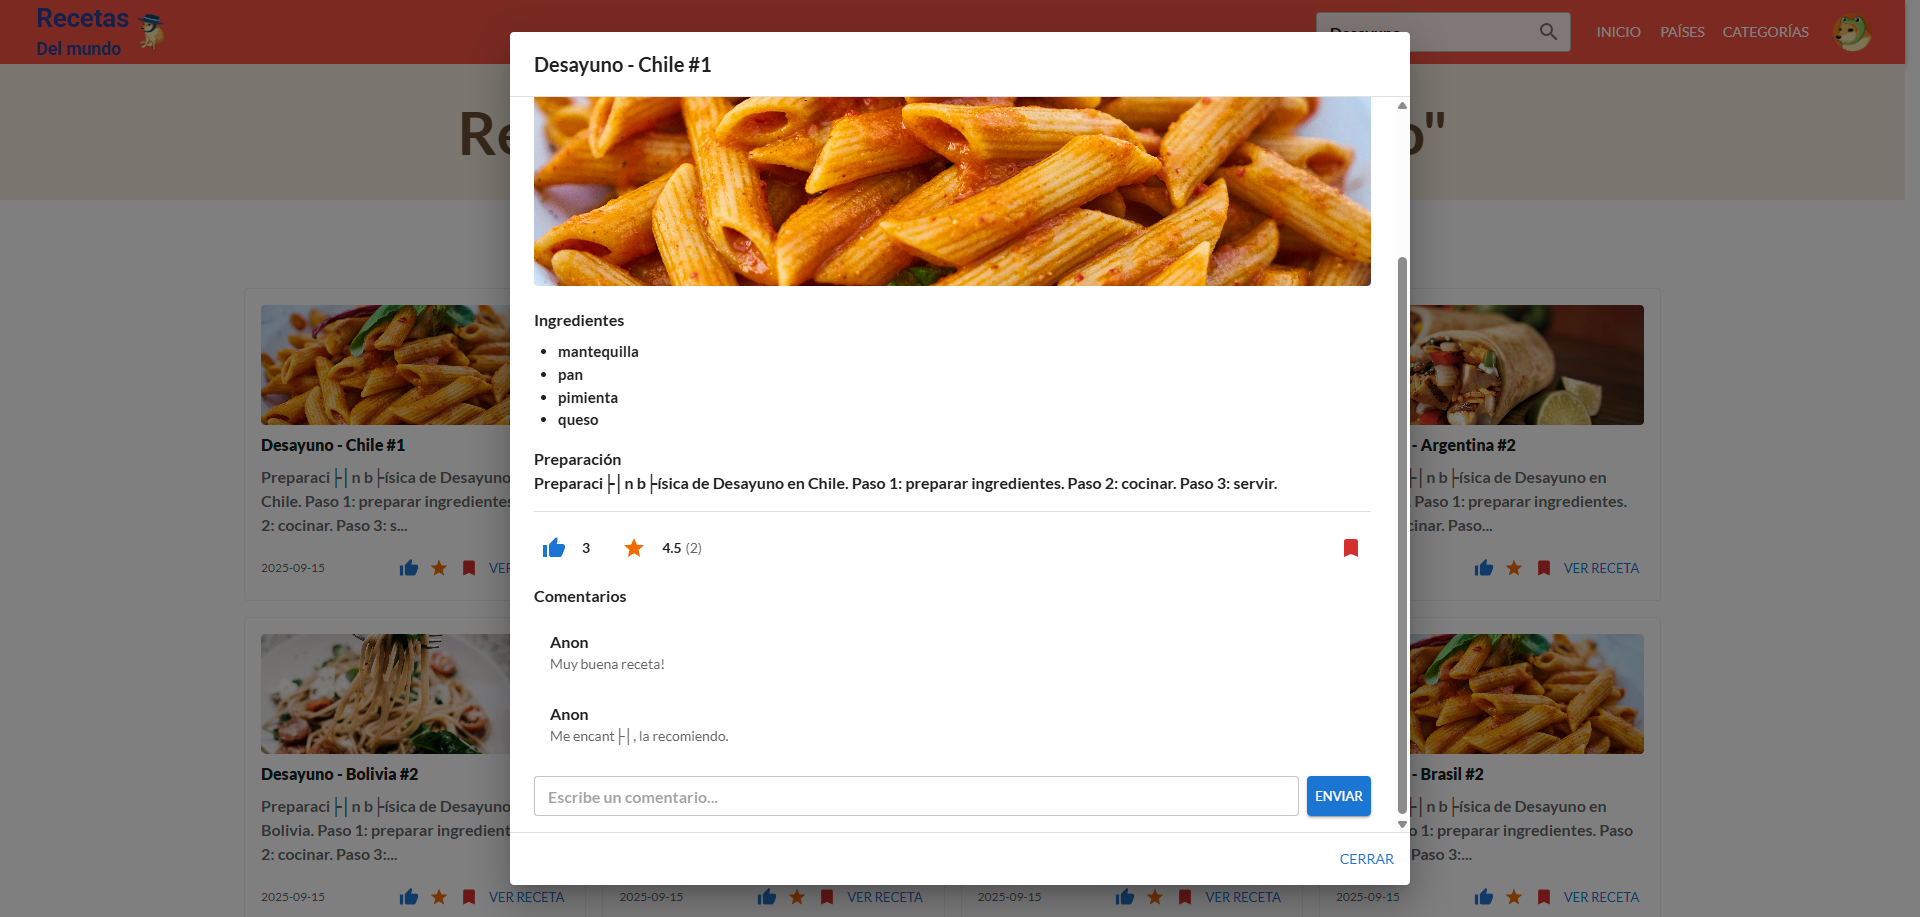 Recetas
Del mundo
Desayuno
INICIO
PAÍSES
CATEGORÍAS
Desayuno - Chile #1
Ingredientes
mantequilla
pan
pimienta
queso
Preparación
Preparaci├│n b├ísica de Desayuno en Chile. Paso 1: preparar ingredientes. Paso 2: cocinar. Paso 3: servir.
3
4.5 (2)
Comentarios
Anon
Muy buena receta!
Anon
Me encant├│, la recomiendo.
Escribe un comentario...
ENVIAR
CERRAR
Re
o"
Desayuno - Chile #1
Preparaci├│n b├ísica de Desayuno
Chile. Paso 1: preparar ingredientes
2: cocinar. Paso 3: s...
2025-09-15
VER
- Argentina #2
├│n b├ísica de Desayuno en
Paso 1: preparar ingredientes.
cinar. Paso...
VER RECETA
Desayuno - Bolivia #2
Preparaci├│n b├ísica de Desayuno
Bolivia. Paso 1: preparar ingredient
2: cocinar. Paso 3:...
2025-09-15
VER RECETA
2025-09-15
VER RECETA
2025-09-15
VER RECETA
- Brasil #2
├│n b├ísica de Desayuno en
o 1: preparar ingredientes. Paso
Paso 3:...
2025-09-15
VER RECETA